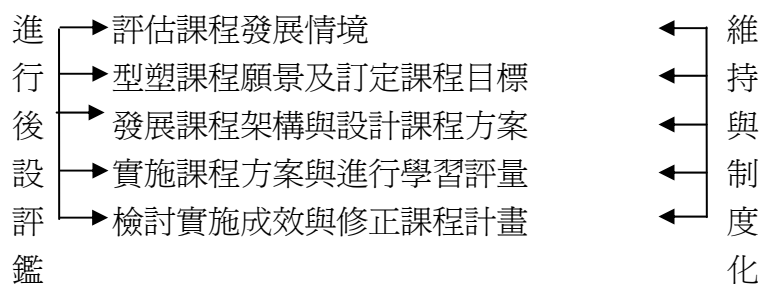 進行後設評鑑
評估課程發展情境
型塑課程願景及訂定課程目標
發展課程架構與設計課程方案
實施課程方案與進行學習評量
檢討實施成效與修正課程計畫
維持與制度化